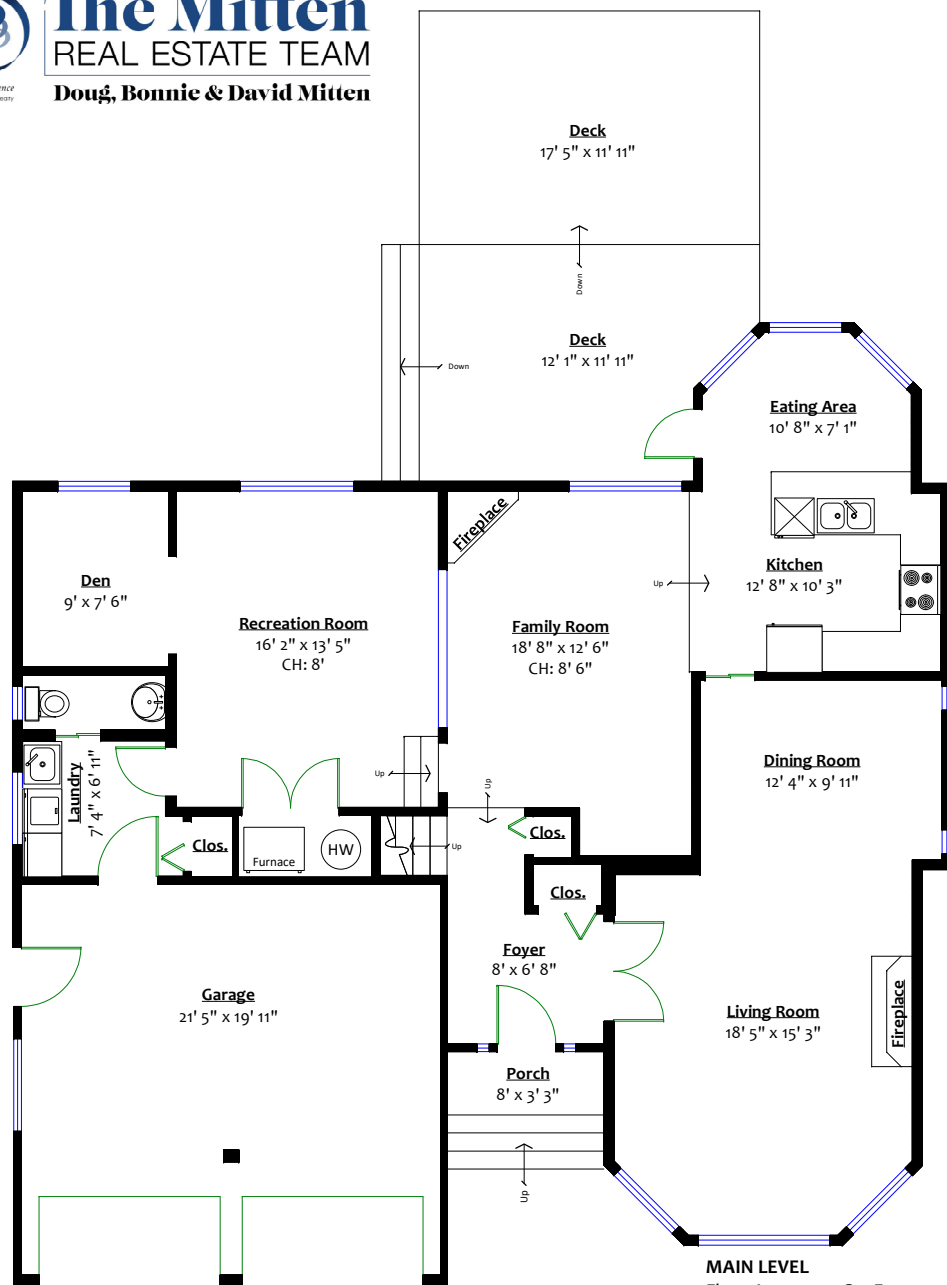 The Mitten
REAL ESTATE TEAM
Doug, Bonnie & David Mitten
Deck
17' 5" x 11' 11"
Down
Deck
12' 1" x 11' 11"
Down
Eating Area
10' 8" x 7' 1"
Fireplace
Kitchen
12' 8" x 10' 3"
Up
Den
9' x 7' 6"
Recreation Room
16' 2" x 13' 5"
CH: 8'
Family Room
18' 8" x 12' 6"
CH: 8' 6"
Dining Room
12' 4" x 9' 11"
Up
Up
Laundry
7' 4" x 6' 11"
Clos.
Furnace
HW
Up
Clos.
Clos.
Foyer
8' x 6' 8"
Garage
21' 5" x 19' 11"
Living Room
18' 5" x 15' 3"
Fireplace
Porch
8' x 3' 3"
Up
MAIN LEVEL